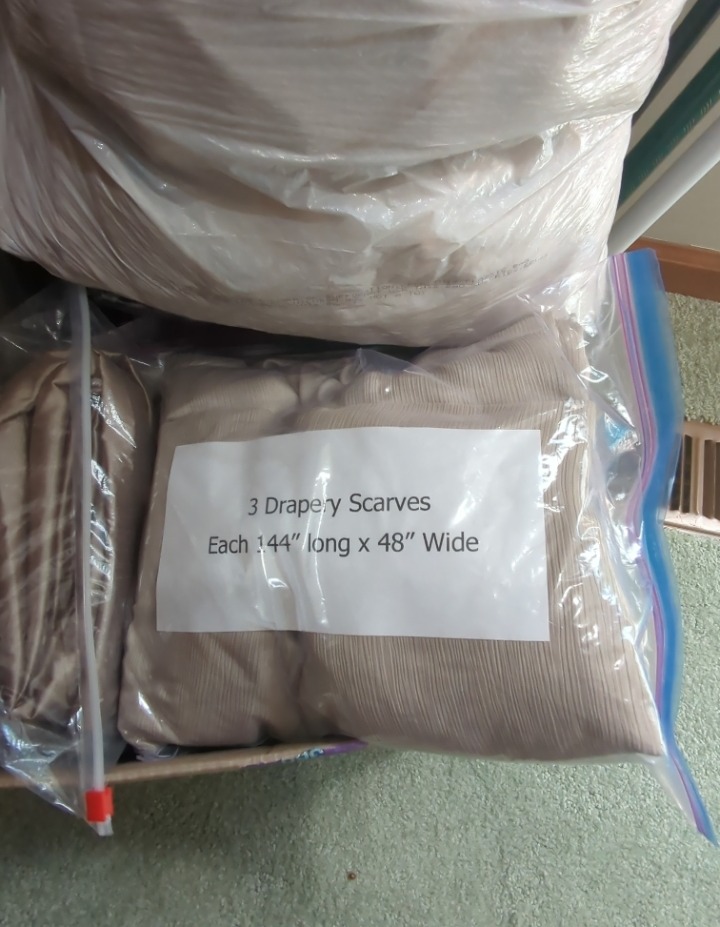 3 Drapery Scarves
Each 144” long x 48” Wide